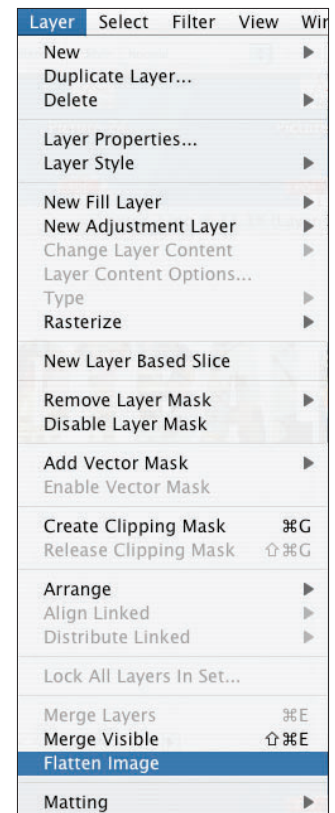 Layer Select Filter View
New
Duplicate Layer...
Delete
Layer Properties...
Layer Style
New Fill Layer
New Adjustment Layer
Change Layer Content
Layer Content Options...
Type
Rasterize
New Layer Based Slice
Remove Layer Mask
Disable Layer Mask
Add Vector Mask
Enable Vector Mask
Create Clipping Mask ⌘G
Release Clipping Mask ⇧⌘G
Arrange
Align Linked
Distribute Linked
Lock All Layers In Set...
Merge Layers ⌘E
Merge Visible ⇧⌘E
Flatten Image
Matting